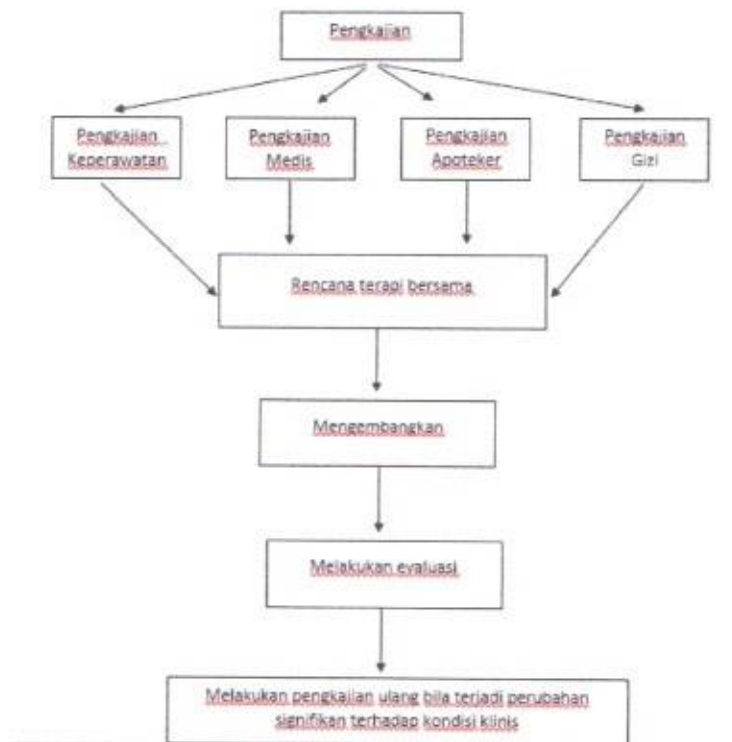 Pengkajian
Pengkajian
Keperawatan
Pengkajian
Medis
Pengkajian
Apoteker
Pengkajian
Gizi
Rencana terapi bersama
Mengembangkan
Melakukan evaluasi
Melakukan pengkajian ulang bila terjadi perubahan
signifikan terhadap kondisi klinis